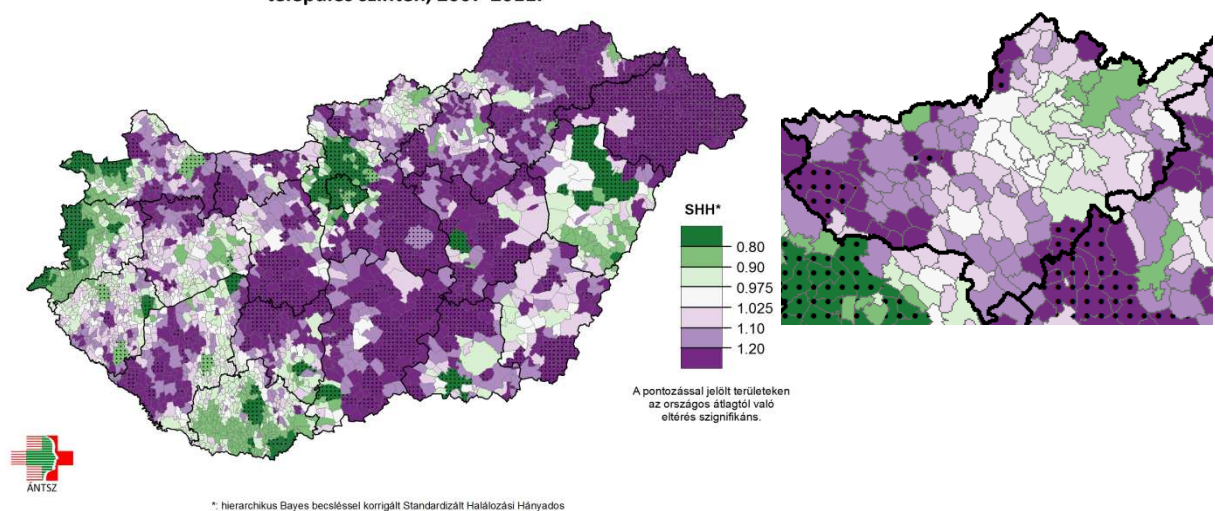 SHH*
0.80
0.90
0.975
1.025
1.10
1.20
A pontozással jelölt területeken
az országos átlagtól való
eltérés szignifikáns.
ÁNTSZ
*: hierarchikus Bayes becsléssel korrigált Standardizált Halálozási Hányados